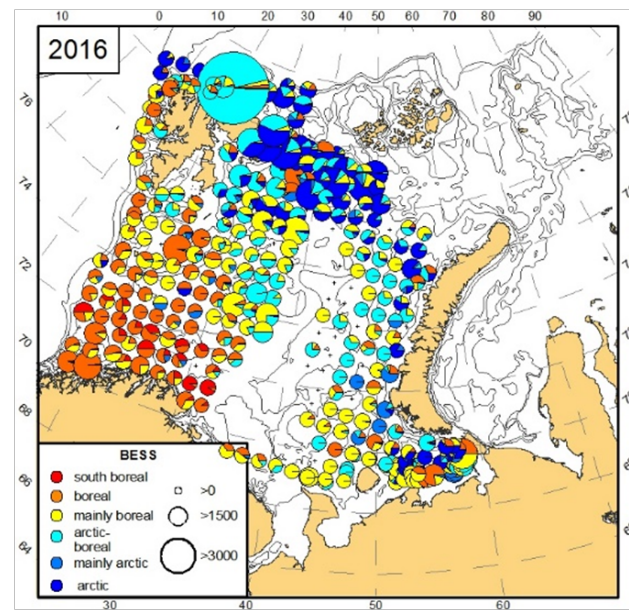 10 0 10 20 30 40 50 60 70 80 90
2016
76
74
72
70
68
66
64
BESS
south boreal
boreal
mainly boreal
arctic-
boreal
mainly arctic
arctic
>0
>1500
>3000
30 40 50 60